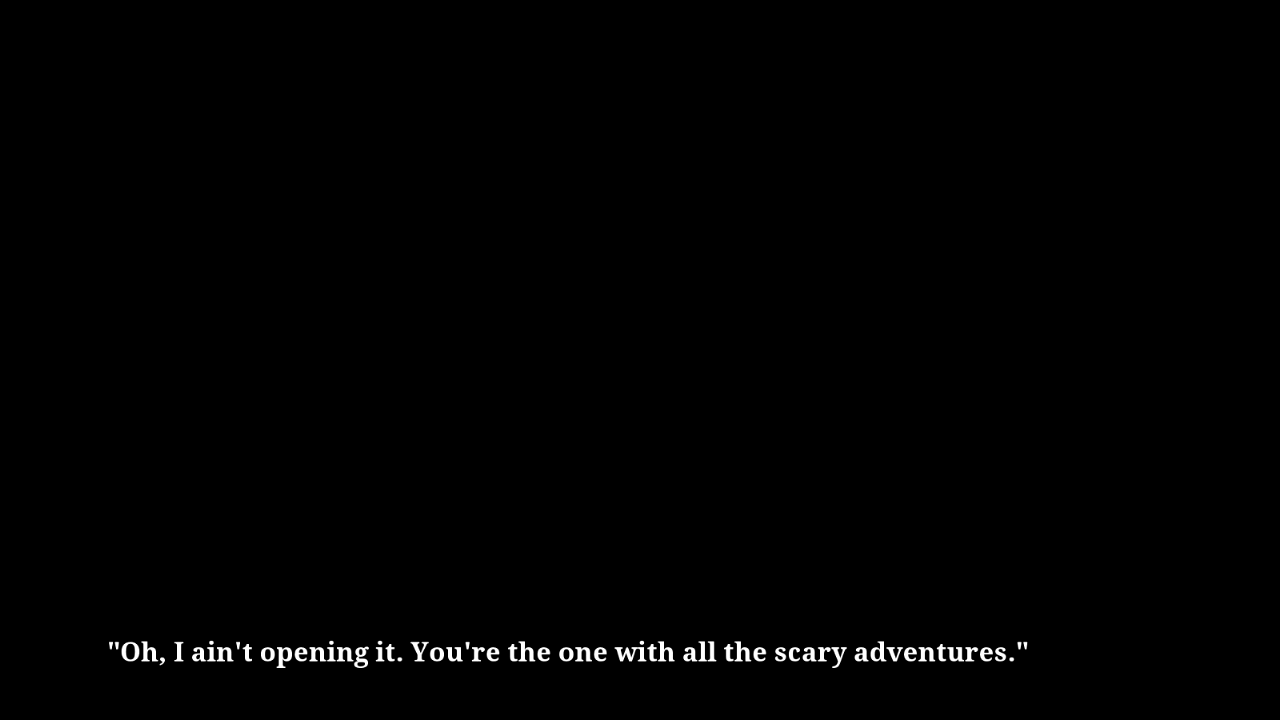 "Oh, I ain't opening it. You're the one with all the scary adventures."